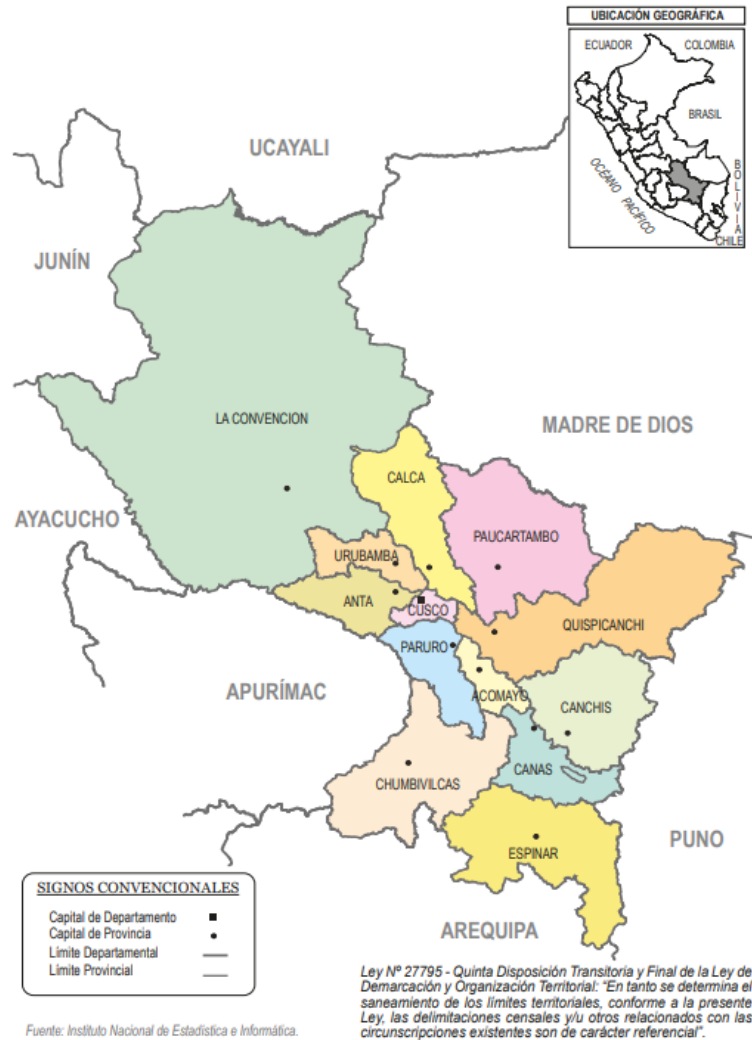 UBICACIÓN GEOGRÁFICA
ECUADOR
COLOMBIA
BRASIL
OCÉANO PACÍFICO
BOLIVIA
CHILE
UCAYALI
JUNÍN
LA CONVENCION
MADRE DE DIOS
CALCA
AYACUCHO
PAUCARTAMBO
URUBAMBA
ANTA
CUSCO
QUISPICANCHI
PARURO
APURÍMAC
ACOMAYO
CANCHIS
CANAS
CHUMBIVILCAS
PUNO
ESPINAR
AREQUIPA
SIGNOS CONVENCIONALES
Capital de Departamento
Capital de Provincia
Límite Departamental
Límite Provincial
Ley Nº 27795 - Quinta Disposición Transitoria y Final de la Ley de
Demarcación y Organización Territorial: “En tanto se determina el
saneamiento de los límites territoriales, conforme a la presente
Ley, las delimitaciones censales y/u otros relacionados con las
circunscripciones existentes son de carácter referencial”.
Fuente: Instituto Nacional de Estadística e Informática.